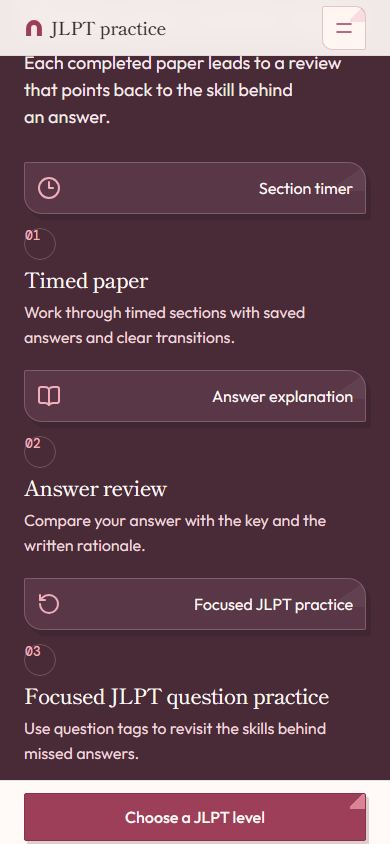 JLPT practice
Each completed paper leads to a review
that points back to the skill behind
an answer.
Section timer
01
Timed paper
Work through timed sections with saved
answers and clear transitions.
Answer explanation
02
Answer review
Compare your answer with the key and the
written rationale.
Focused JLPT practice
03
Focused JLPT question practice
Use question tags to revisit the skills behind
missed answers.
Choose a JLPT level